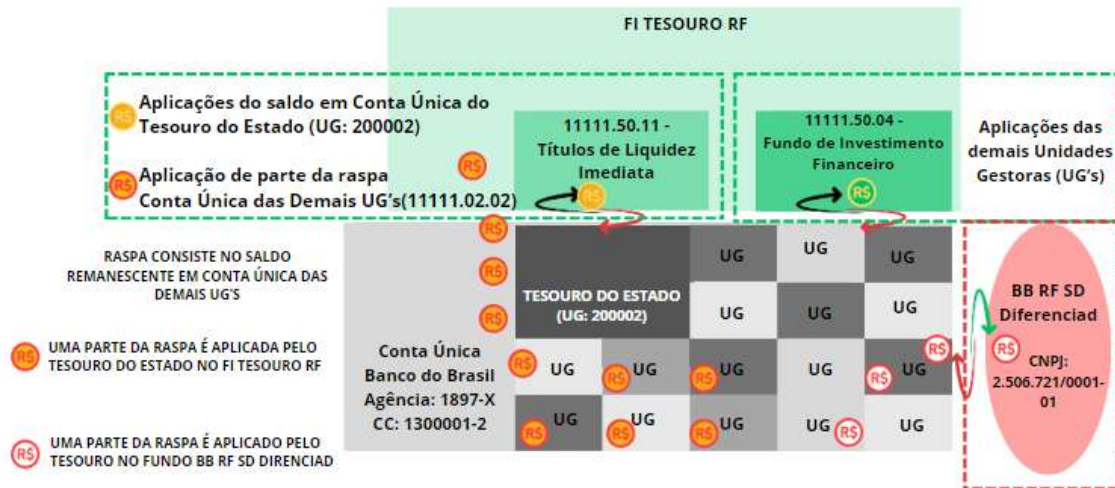 FI TESOURO RF
R$ Aplicações do saldo em Conta Única do
Tesouro do Estado (UG: 200002)
R$ Aplicação de parte da raspa
Conta Única das Demais UG's(11111.02.02)
R$
11111.50.11 -
Títulos de Liquidez
Imediata
R$
11111.50.04 -
Fundo de Investimento
Financeiro
R$
Aplicações das
demais Unidades
Gestoras (UG's)
RASPA CONSISTE NO SALDO
REMANESCENTE EM CONTA ÚNICA DAS
DEMAIS UG'S
R$ UMA PARTE DA RASPA É APLICADA PELO
TESOURO DO ESTADO NO FI TESOURO RF
R$ UMA PARTE DA RASPA É APLICADO PELO
TESOURO NO FUNDO BB RF SD DIRENCIAD
R$
R$
R$
Conta Única
Banco do Brasil
Agência: 1897-X
CC: 1300001-2
TESOURO DO ESTADO
(UG: 200002)
UG UG UG
UG UG UG
R$ UG R$ UG R$ UG UG R$ UG R$
R$ UG R$ UG R$ UG UG R$ UG
BB RF SD
Diferenciad
R$
CNPJ:
2.506.721/0001-
01